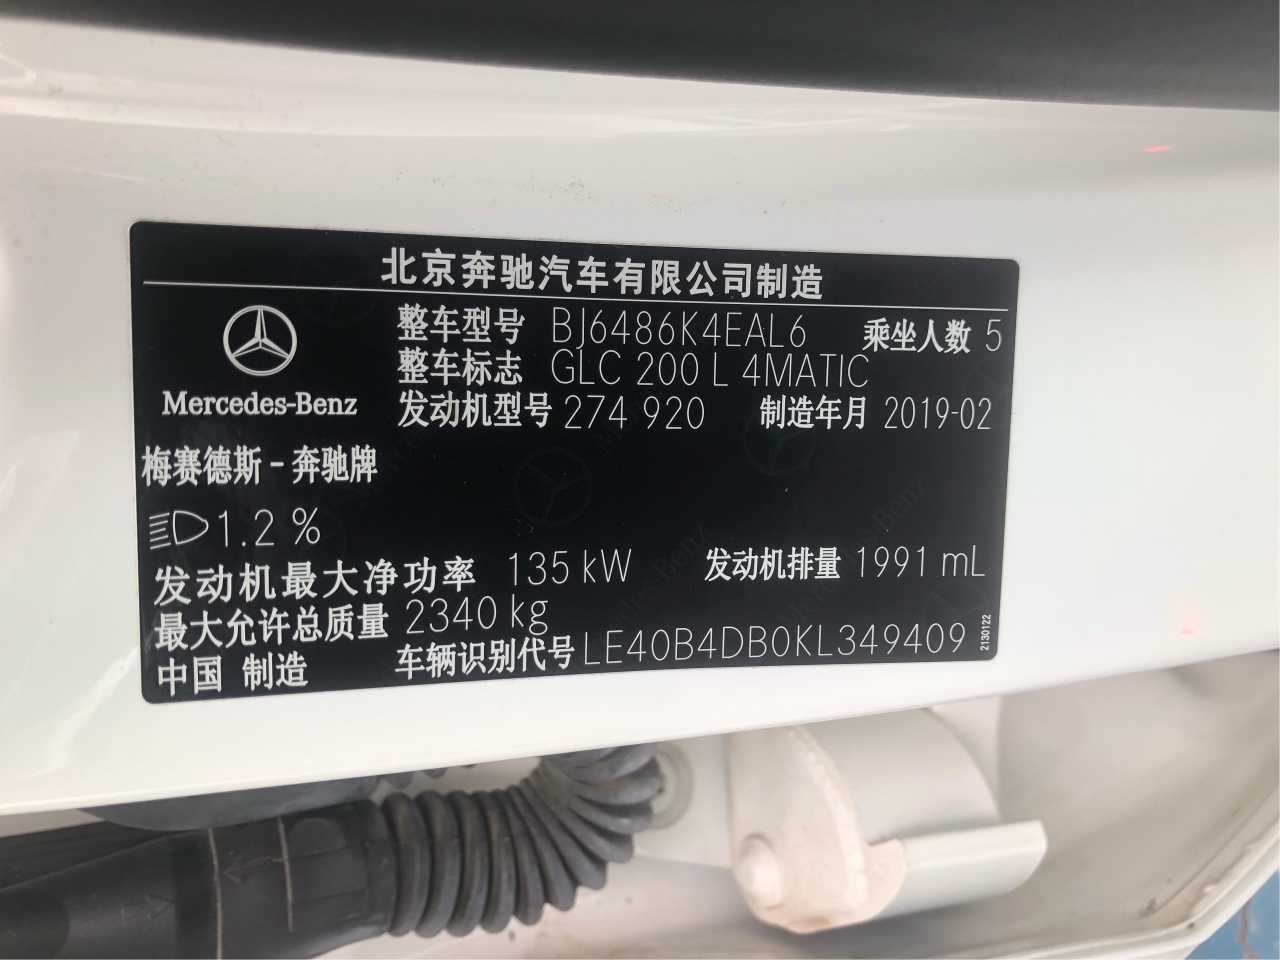 北京奔驰汽车有限公司制造
整车型号 BJ6486K4EAL6 乘坐人数 5
整车标志 GLC 200 L 4MATIC
Mercedes-Benz
发动机型号 274 920 制造年月 2019-02
梅赛德斯-奔驰牌
1.2 %
发动机最大净功率 135 kW 发动机排量 1991 mL
最大允许总质量 2340 kg
中国 制造 车辆识别代号 LE40B4DB0KL349409
2130122